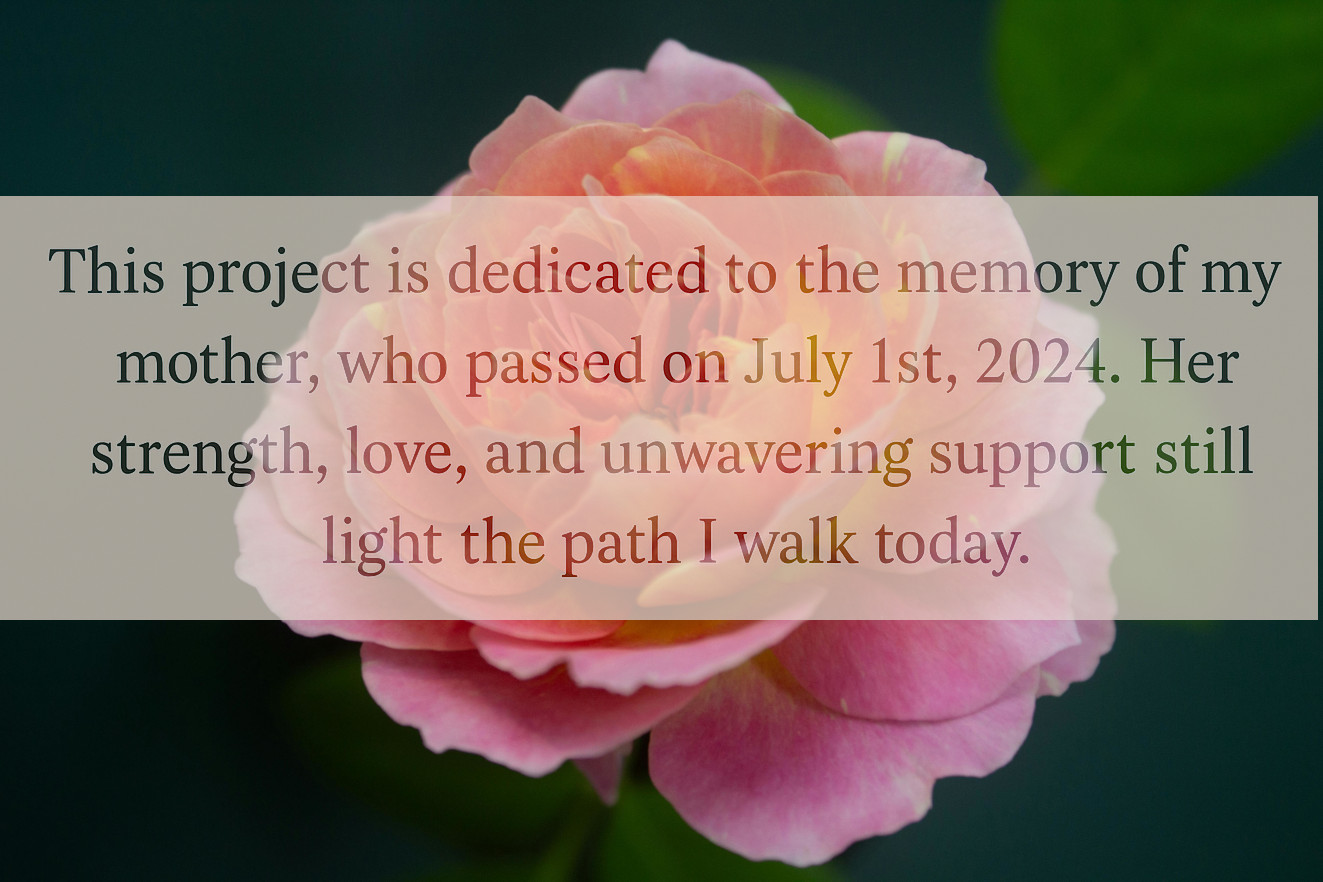 This project is dedicated to the memory of my
mother, who passed on July 1st, 2024. Her
strength, love, and unwavering support still
light the path I walk today.